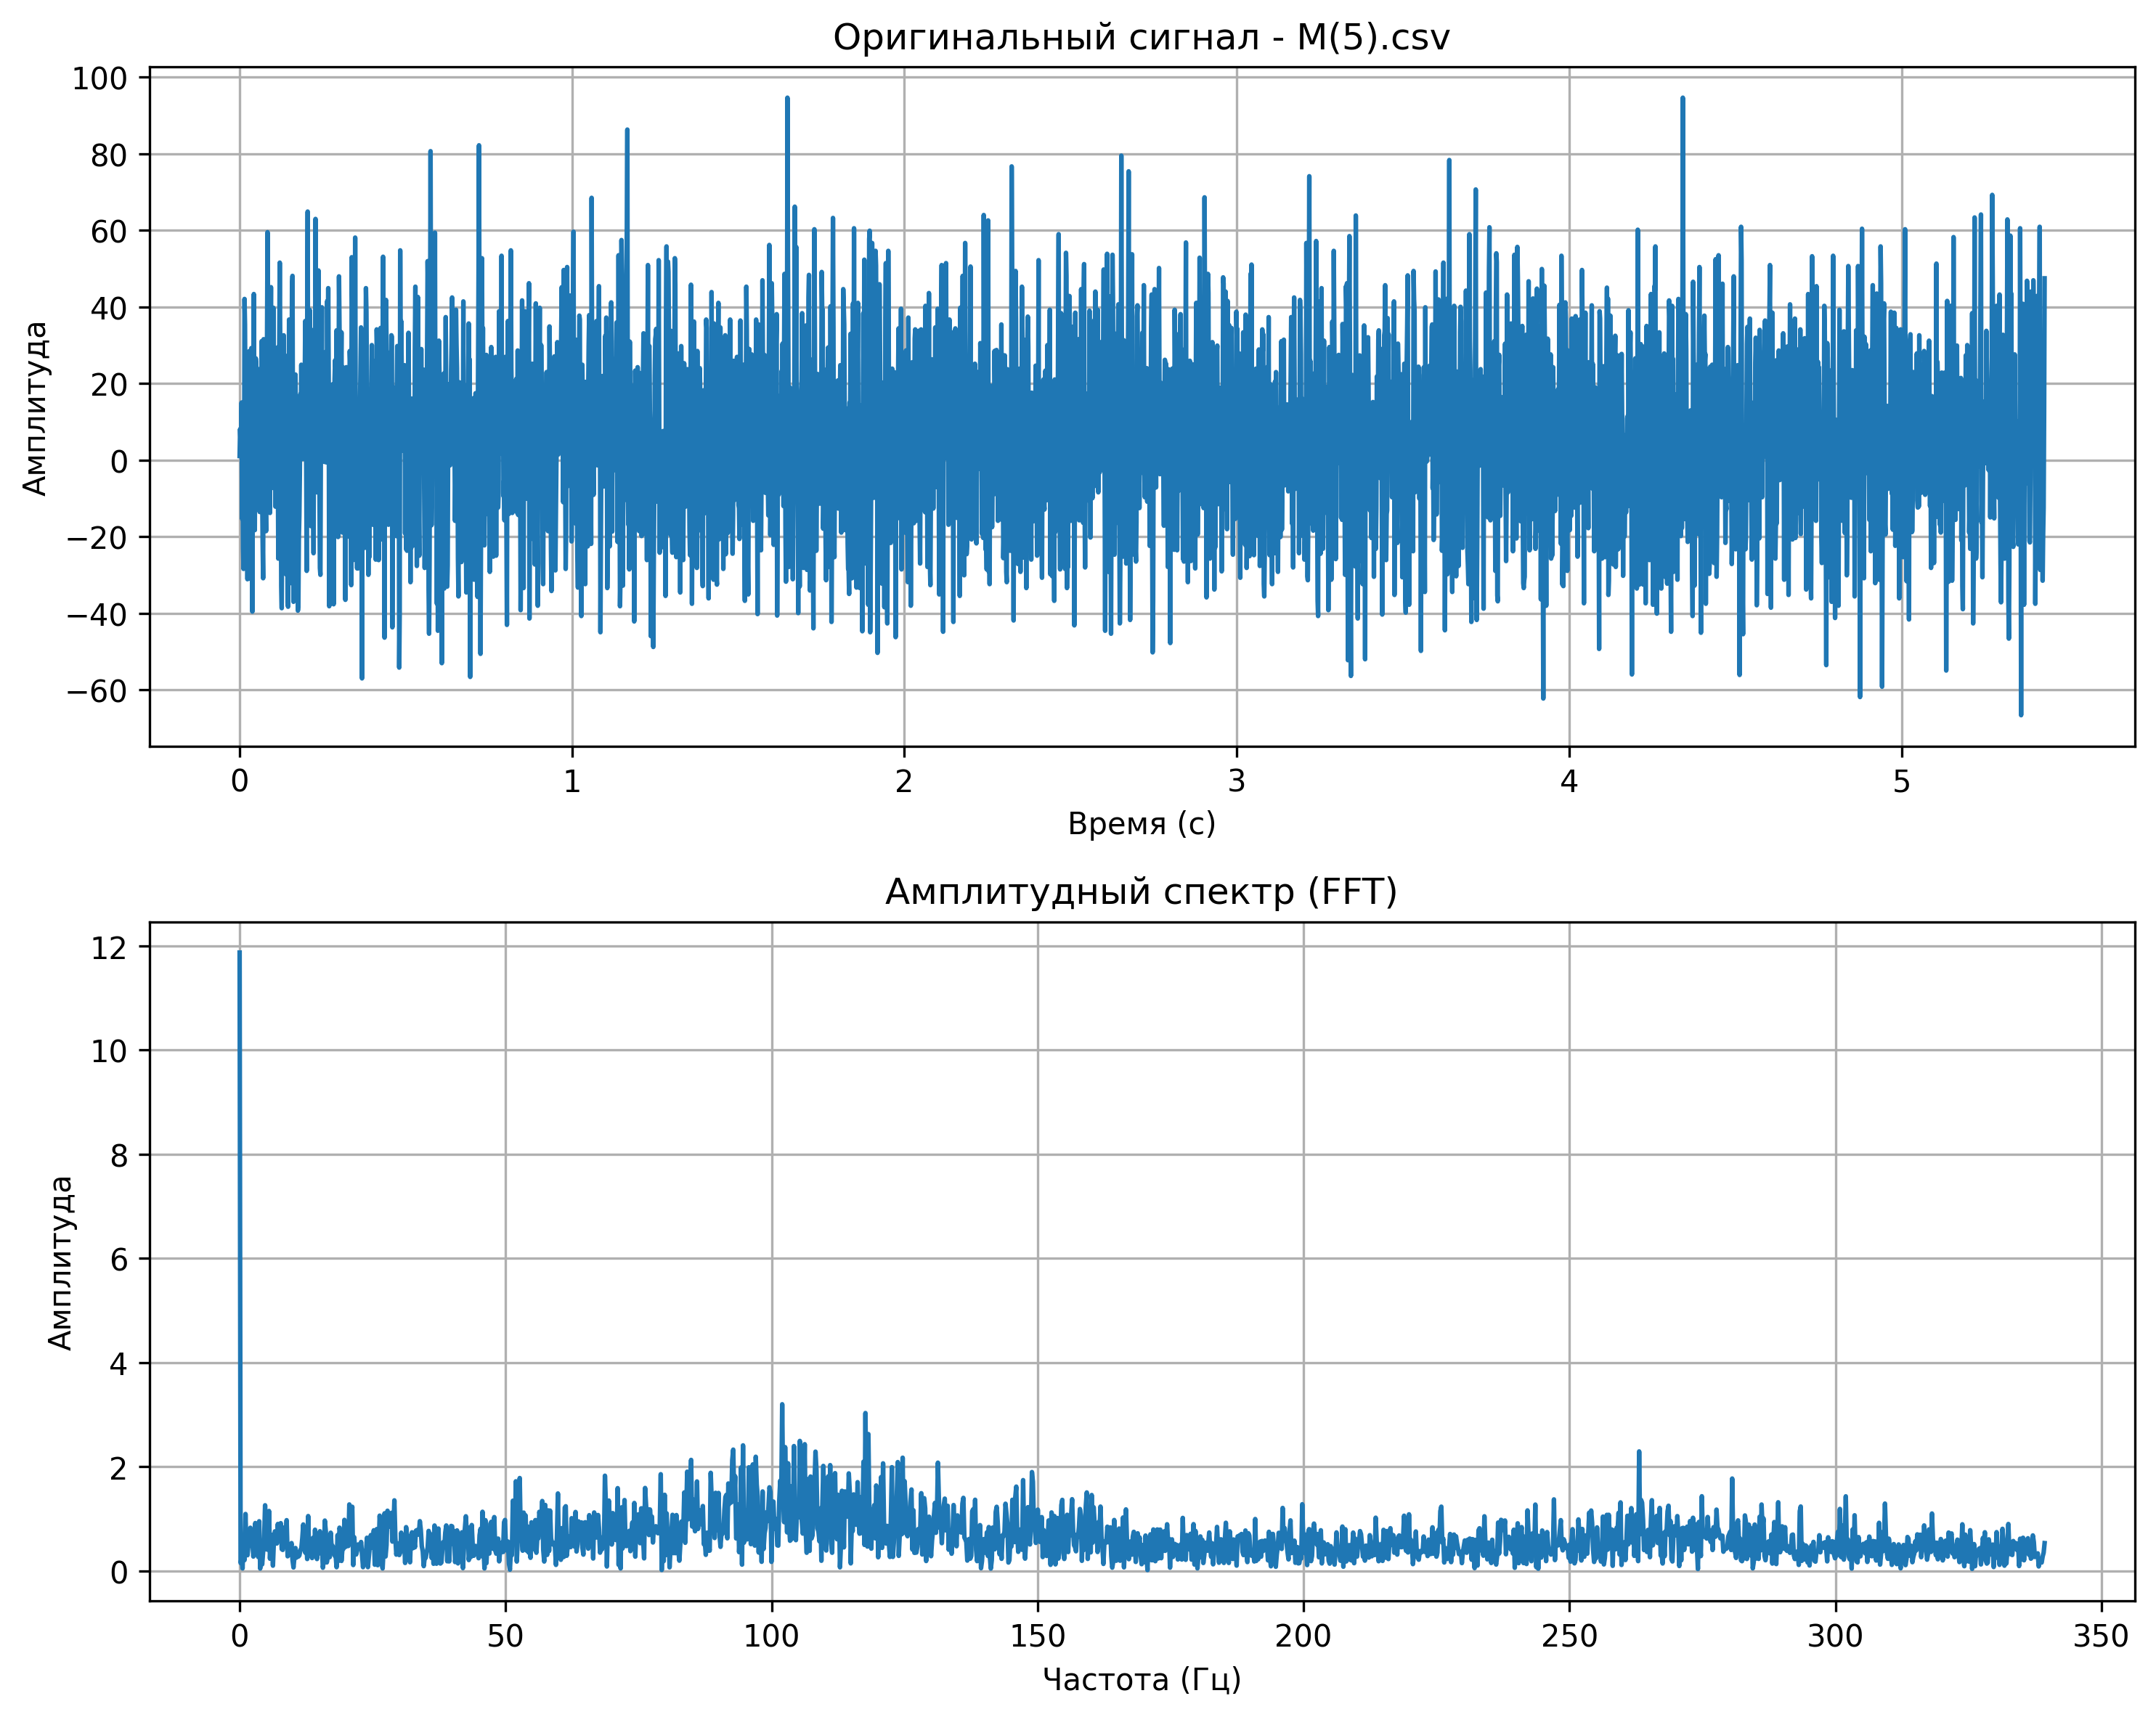 Оригинальный сигнал - M(5).csv
100
80
60
40
20
0
−20
−40
−60
Амплитуда
0 1 2 3 4 5
Время (с)
Амплитудный спектр (FFT)
12
10
8
6
4
2
0
Амплитуда
0 50 100 150 200 250 300 350
Частота (Гц)